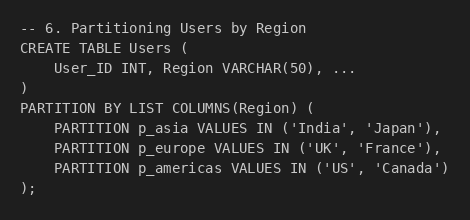 -- 6. Partitioning Users by Region
CREATE TABLE Users (
    User_ID INT, Region VARCHAR(50), ...
)
PARTITION BY LIST COLUMNS(Region) (
    PARTITION p_asia VALUES IN ('India', 'Japan'),
    PARTITION p_europe VALUES IN ('UK', 'France'),
    PARTITION p_americas VALUES IN ('US', 'Canada')
);